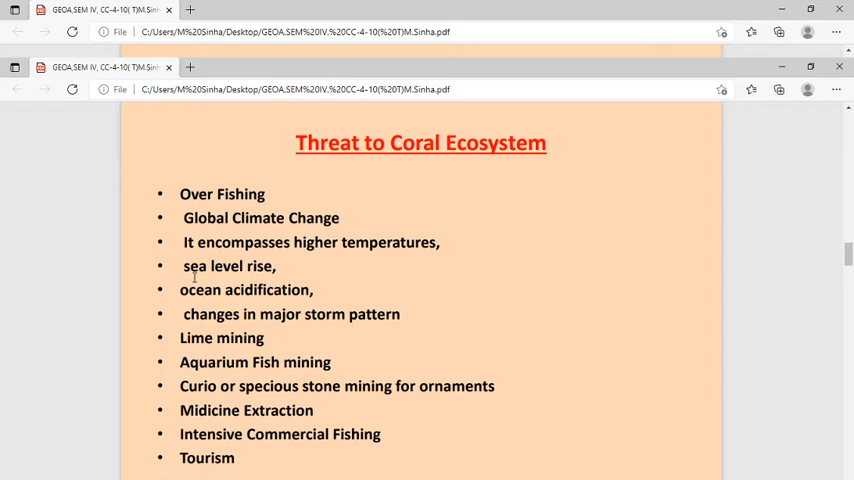 GEOA,SEM IV, CC-4-10( T)M.Sinh
File C:/Users/M%20Sinha/Desktop/GEOA.SEM%20IV.%20CC-4-10(%20T)M.Sinha.pdf
GEOA,SEM IV, CC-4-10( T)M.Sinh
File C:/Users/M%20Sinha/Desktop/GEOA.SEM%20IV.%20CC-4-10(%20T)M.Sinha.pdf
Threat to Coral Ecosystem
• Over Fishing
• Global Climate Change
• It encompasses higher temperatures,
• sea level rise,
• ocean acidification,
• changes in major storm pattern
• Lime mining
• Aquarium Fish mining
• Curio or specious stone mining for ornaments
• Midicine Extraction
• Intensive Commercial Fishing
• Tourism